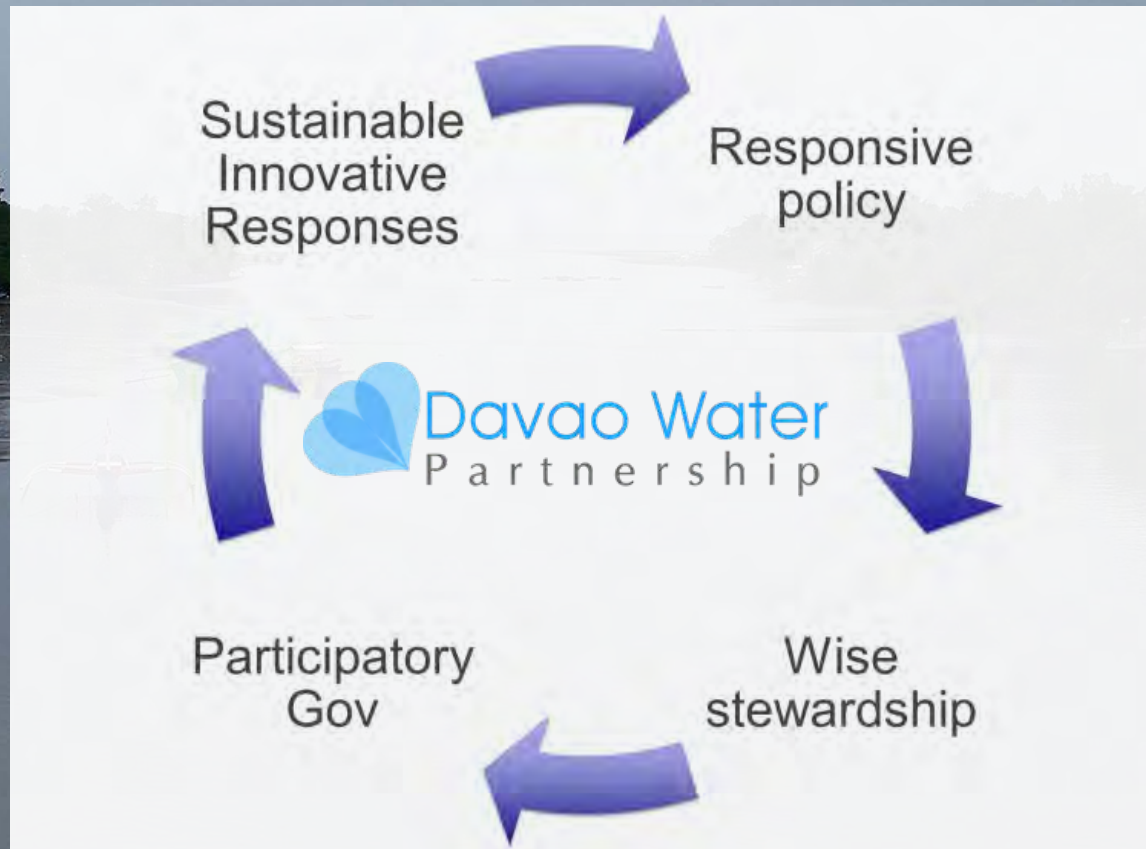 Sustainable
Innovative
Responses
Responsive
policy
Davao Water
Partnership
Participatory
Gov
Wise
stewardship